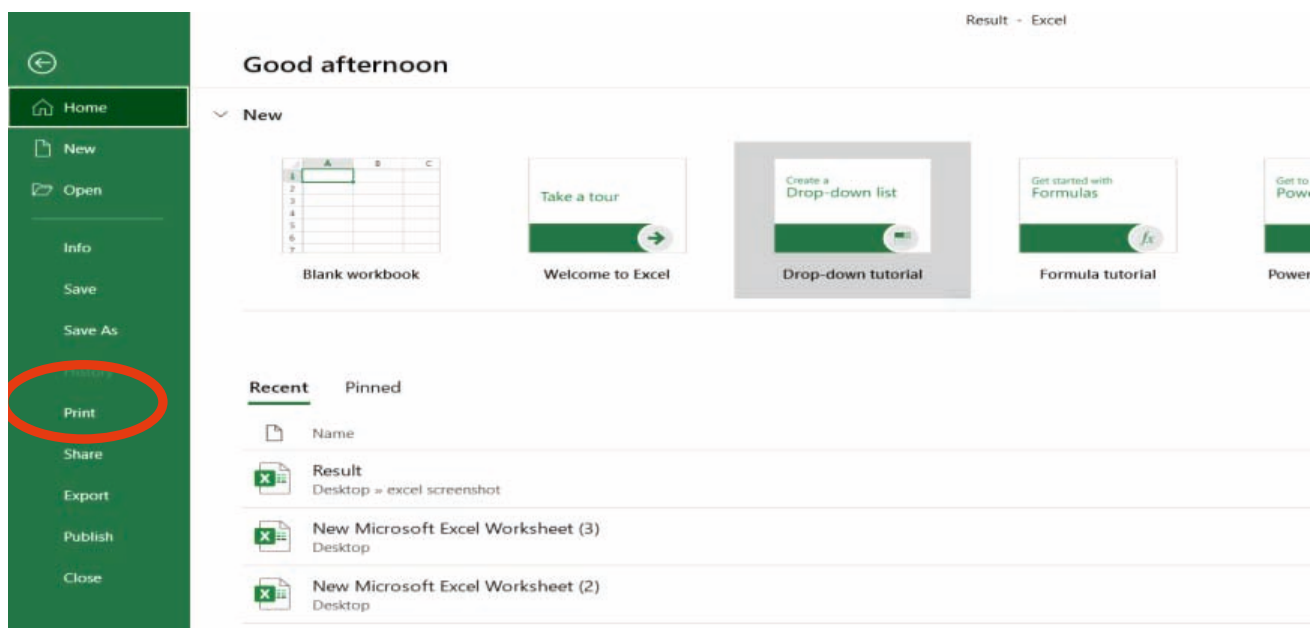 Result - Excel
Good afternoon
Home
New
Open
Info
Save
Save As
History
Print
Share
Export
Publish
Close
New
A B C
1
2
3
4
5
6
7
Blank workbook
Take a tour
Welcome to Excel
Create a
Drop-down list
Drop-down tutorial
Get started with
Formulas
fx
Formula tutorial
Get to
Recent Pinned
Name
Result
Desktop » excel screenshot
New Microsoft Excel Worksheet (3)
Desktop
New Microsoft Excel Worksheet (2)
Desktop